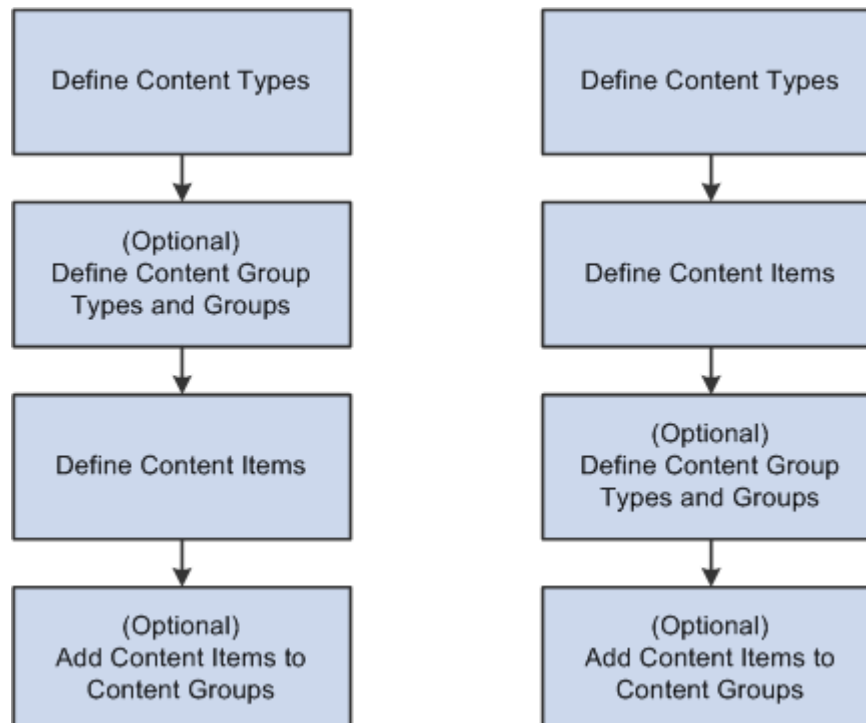 Define Content Types
(Optional)
Define Content Group
Types and Groups
Define Content Items
(Optional)
Add Content Items to
Content Groups
Define Content Types
Define Content Items
(Optional)
Define Content Group
Types and Groups
(Optional)
Add Content Items to
Content Groups